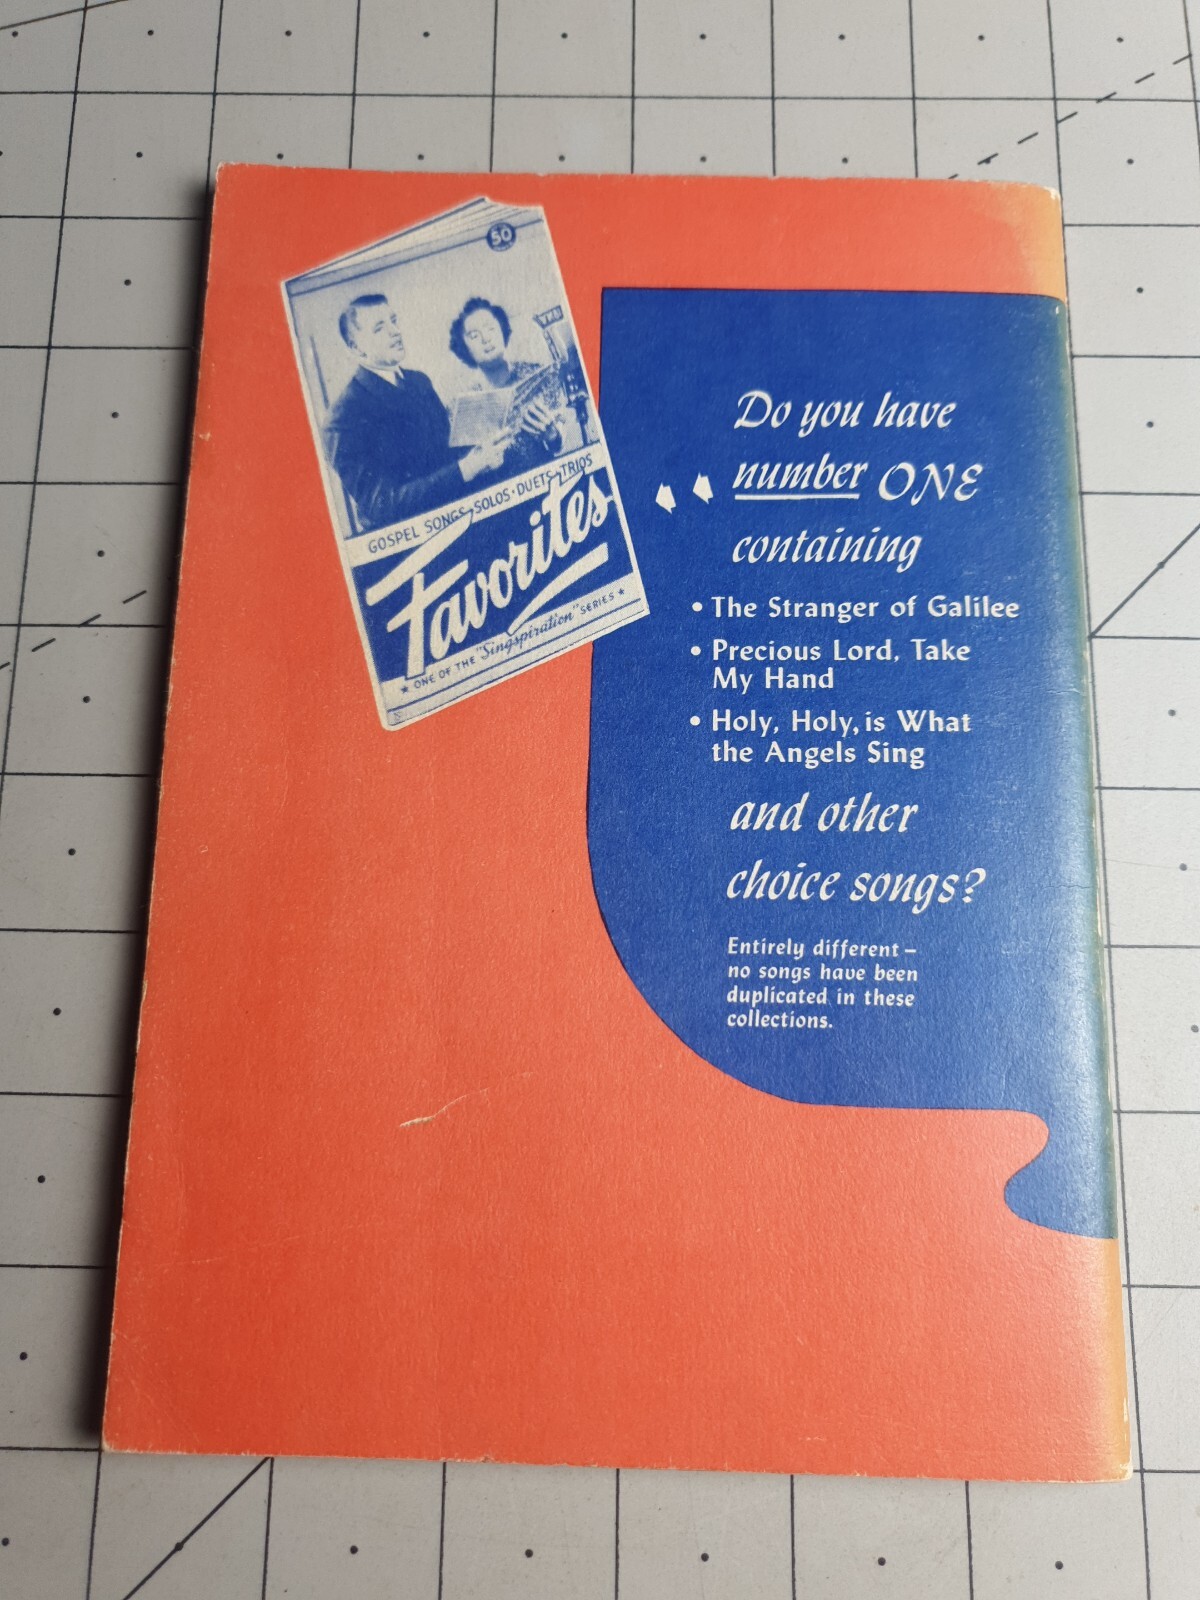 50
GOSPEL SONGS • SOLOS • DUETS • TRIOS
Favorites
★ ONE OF THE "Singspiration" SERIES ★
Do you have
number ONE
containing
• The Stranger of Galilee
• Precious Lord, Take
My Hand
• Holy, Holy, is What
the Angels Sing
and other
choice songs?
Entirely different –
no songs have been
duplicated in these
collections.